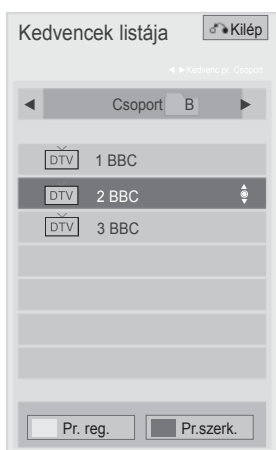 Kedvencek listája
Kilép
◄ ►Kedvenc pr. Csoport
◄ Csoport B ►
DTV 1 BBC
DTV 2 BBC
DTV 3 BBC
Pr. reg. Pr.szerk.